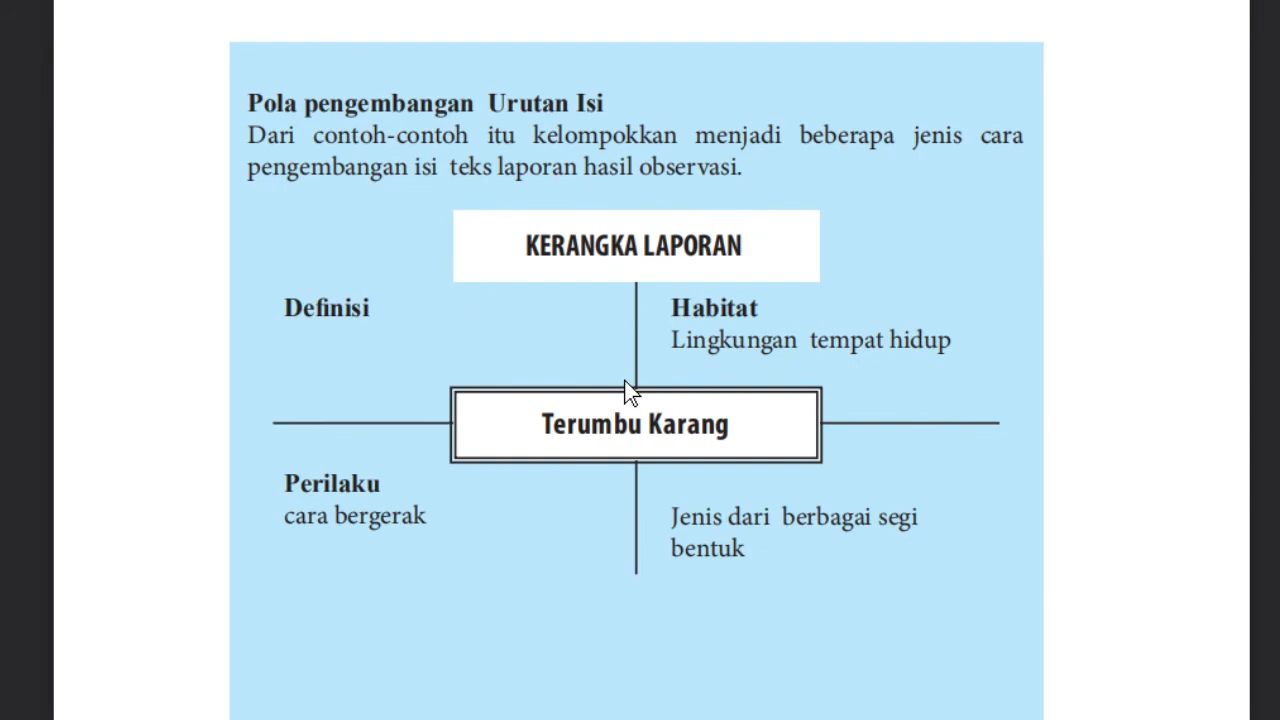 Pola pengembangan Urutan Isi
Dari contoh-contoh itu kelompokkan menjadi beberapa jenis cara
pengembangan isi teks laporan hasil observasi.
KERANGKA LAPORAN
Definisi
Habitat
Lingkungan tempat hidup
Terumbu Karang
Perilaku
cara bergerak
Jenis dari berbagai segi
bentuk